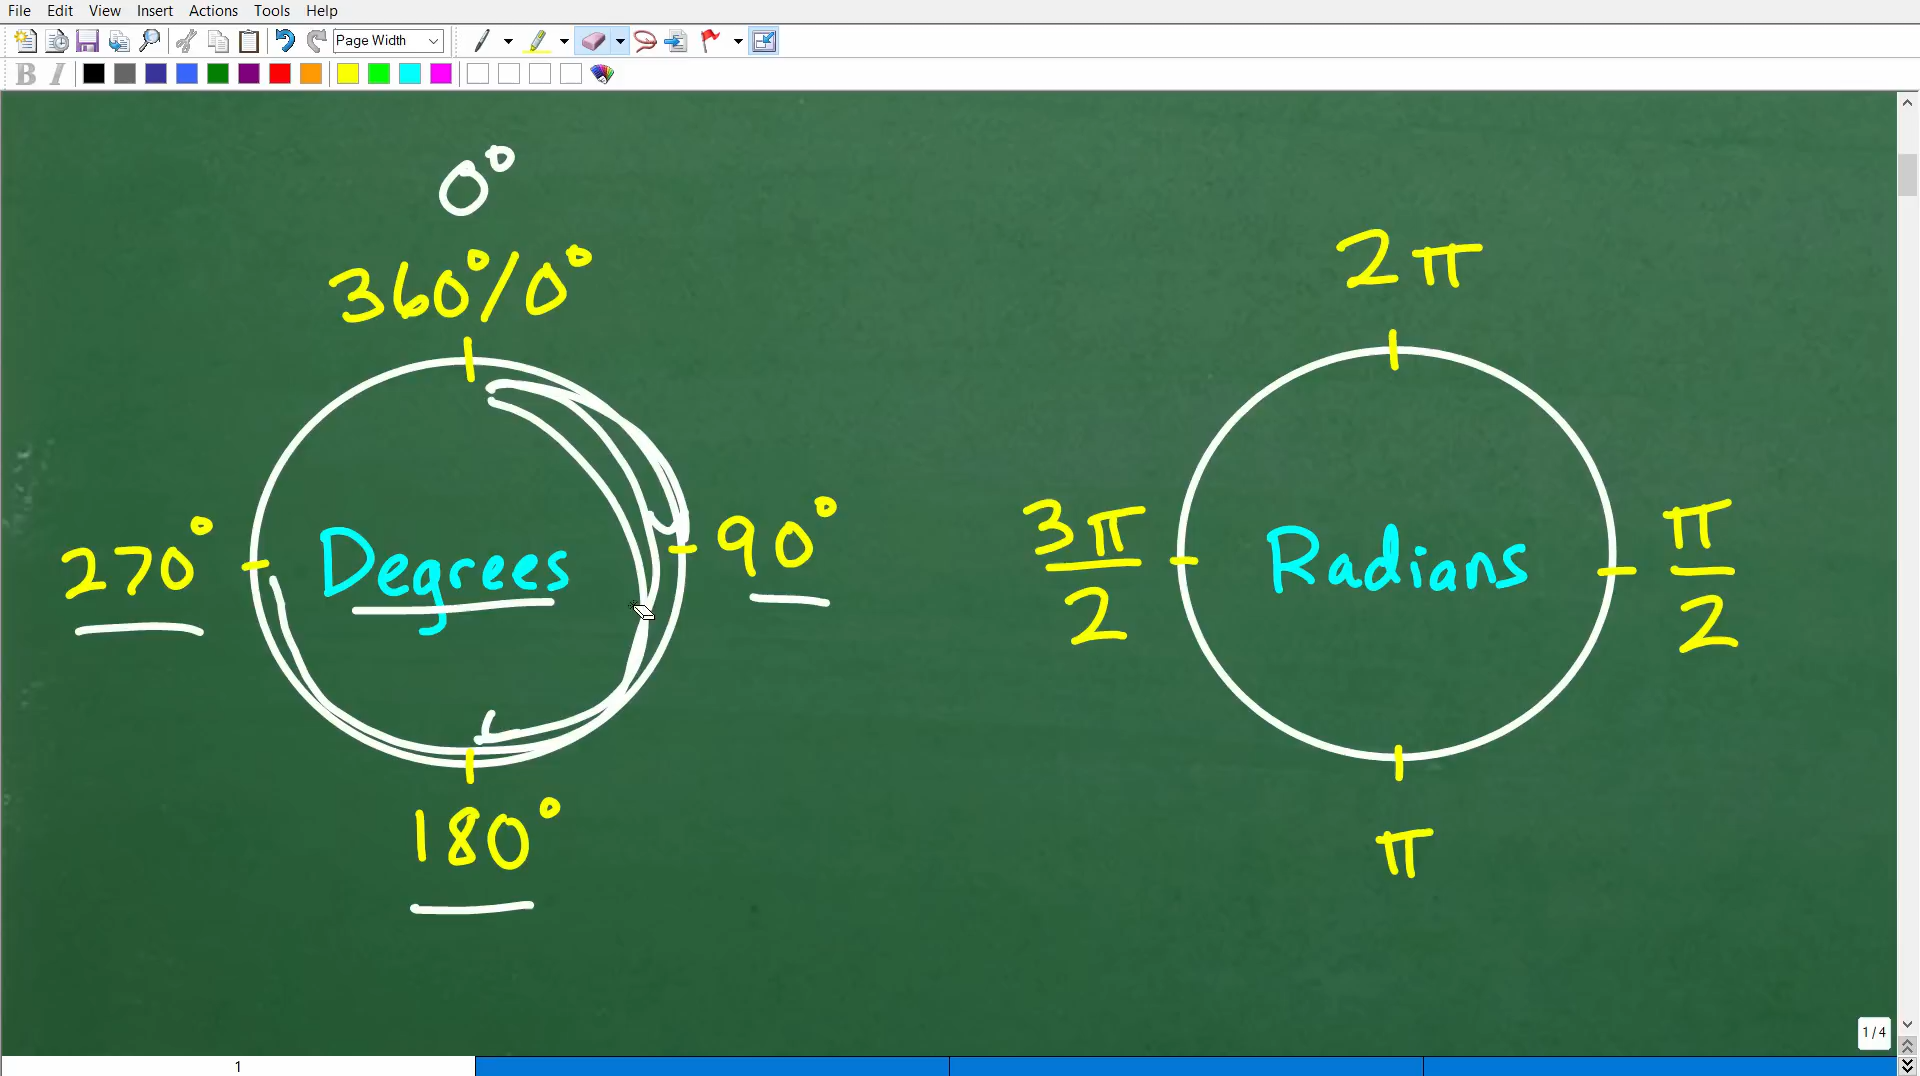 File Edit View Insert Actions Radians Tools Help
Page Width
B I
0°
360°/0°
90°
180°
270°
Degrees
2π
π/2
π
3π/2
Radians
1 / 4
1